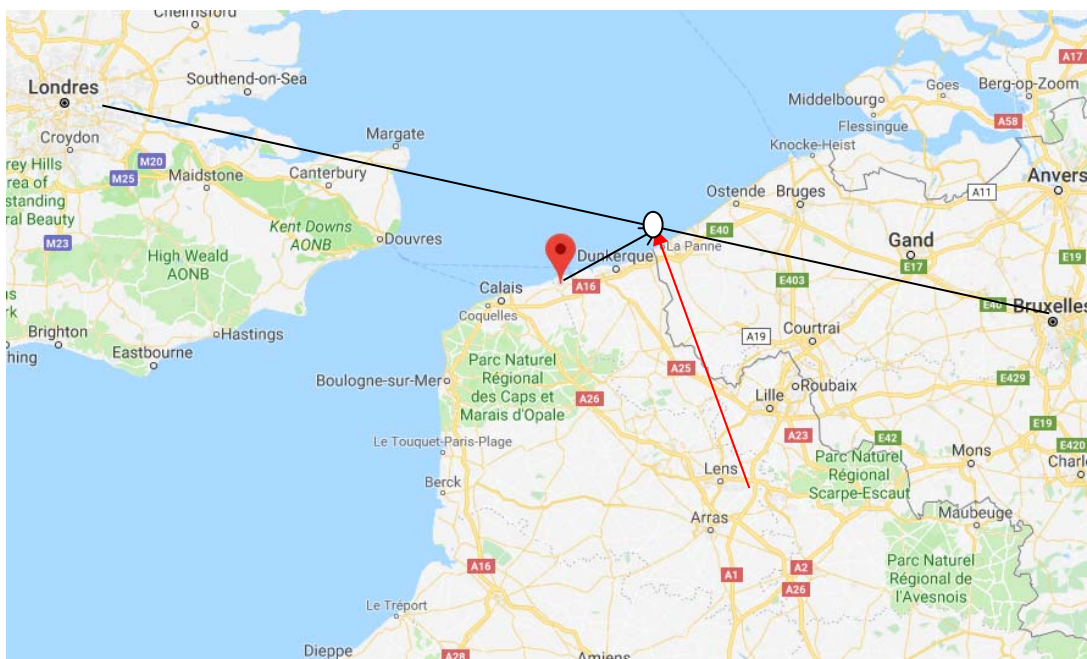 Chelmsford
Londres
Southend-on-Sea
Croydon
Margate
M20
M25
Maidstone
Canterbury
rey Hills
rea of
standing
ral Beauty
M23
Kent Downs
AONB
Douvres
High Weald
AONB
Brighton
Hastings
Eastbourne
hing
Goes
Berg-op-Zoom
A17
Middelbourg
Flessingue
A58
Knocke-Heist
Anvers
A11
Ostende
Bruges
E40
Gand
E19
La Panne
Dunkerque
E17
A16
Calais
Coquelles
E403
E40
Bruxelles
Courtrai
A19
Parc Naturel
Régional
des Caps et
Marais d'Opale
Boulogne-sur-Mer
A25
A26
Roubaix
Lille
E429
A23
E42
E19
E420
Le Touquet-Paris-Plage
Berck
Lens
Parc Naturel
Régional
Scarpe-Escaut
Mons
Charle
Arras
Maubeuge
A16
A1
A2
A26
Parc Naturel
Régional de
l'Avesnois
Le Tréport
Dieppe
A28
Amiens